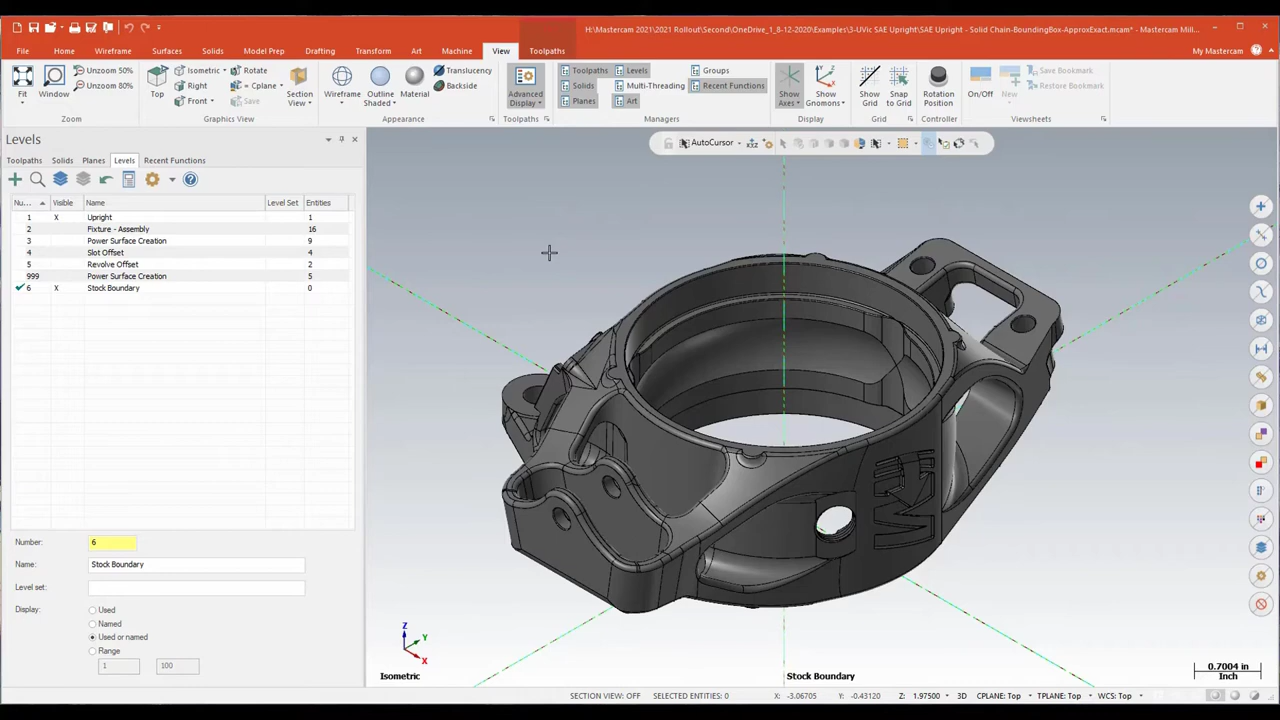 H:\Mastercam 2021\2021 Rollout\Second\OneDrive_1_8-12-2020\Examples\3-UVic SAE Upright\SAE Upright - Solid Chain-BoundingBox-ApproxExact.mcam* - Mastercam Mill...
File Home Wireframe Surfaces Solids Model Prep Drafting Transform Art Machine View Toolpaths My Mastercam
Unzoom 50% Isometric Rotate Translucency Toolpaths Levels Groups Save Bookmark
Unzoom 80% Right = Cplane Backside Solids Multi-Threading Recent Functions Restore Bookmark
Front Save Planes Art
Fit Window Top Section View Wireframe Outline Shaded Material Advanced Display Show Axes Show Gnomons Show Grid Snap to Grid Rotation Position On/Off New
Zoom Graphics View Appearance Toolpaths Managers Display Grid Controller Viewsheets
Levels
AutoCursor
XYZ
Toolpaths Solids Planes Levels Recent Functions
Nu... Visible Name Level Set Entities
1 X Upright 1
2 Fixture - Assembly 16
3 Power Surface Creation 9
4 Slot Offset 4
5 Revolve Offset 2
999 Power Surface Creation 5
6 X Stock Boundary 0
Number: 6
Name: Stock Boundary
Level set:
Display: Used
Named
Used or named
Range
1 100
Z
Y
X
Isometric
Stock Boundary
0.7004 in
Inch
SECTION VIEW: OFF SELECTED ENTITIES: 0 X: -3.06705 Y: -0.43120 Z: 1.97500 3D CPLANE: Top TPLANE: Top WCS: Top